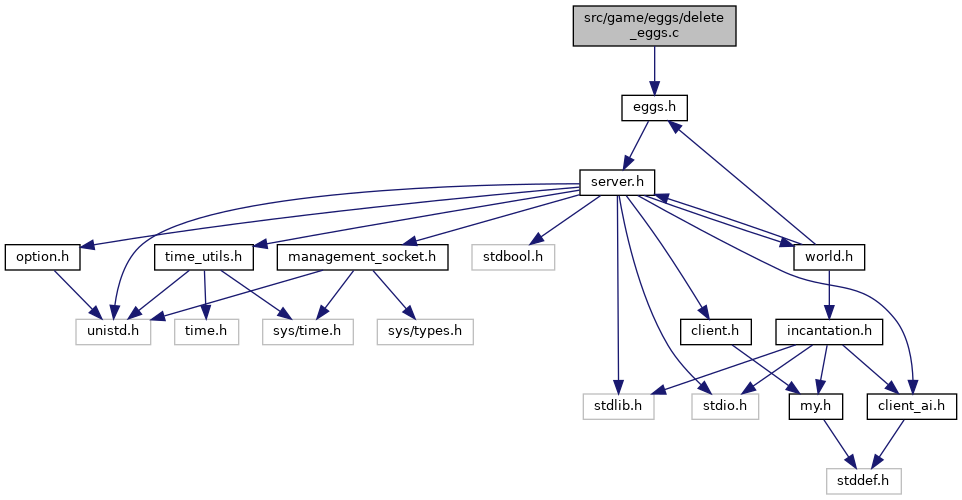 src/game/eggs/delete
_eggs.c
eggs.h
server.h
option.h
time_utils.h
management_socket.h
stdbool.h
world.h
unistd.h
time.h
sys/time.h
sys/types.h
client.h
incantation.h
stdlib.h
stdio.h
my.h
client_ai.h
stddef.h